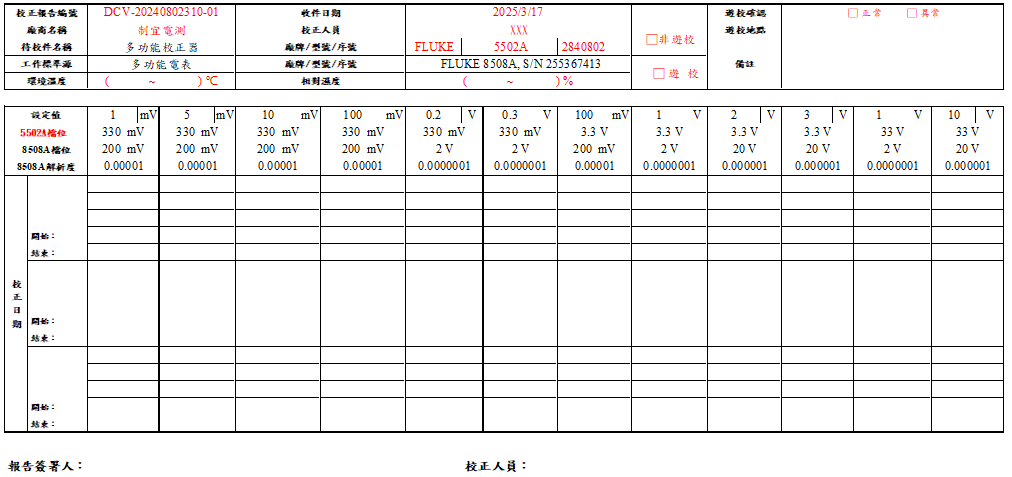 校正報告編號 DCV-20240802310-01 收件日期 2025/3/17 遊校確認 □ 正常 □ 異常
廠商名稱 制宜電測 校正人員 XXX □非遊校 遊校地點
待校件名稱 多功能校正器 廠牌/型號/序號 FLUKE 5502A 2840802
工作標準源 多功能電表 廠牌/型號/序號 FLUKE 8508A, S/N 255367413 □ 遊 校 備註
環境溫度 ( ~ )℃ 相對濕度 ( ~ )%
設定值 1 mV 5 mV 10 mV 100 mV 0.2 V 0.3 V 100 mV 1 V 2 V 3 V 1 V 10 V
5502A檔位 330 mV 330 mV 330 mV 330 mV 330 mV 330 mV 3.3 V 3.3 V 3.3 V 3.3 V 33 V 33 V
8508A檔位 200 mV 200 mV 200 mV 200 mV 2 V 2 V 200 mV 2 V 20 V 20 V 2 V 20 V
8508A解析度 0.00001 0.00001 0.00001 0.00001 0.0000001 0.0000001 0.00001 0.0000001 0.000001 0.000001 0.0000001 0.000001
校正日期
開始：
結束：
開始：
結束：
開始：
結束：
報告簽署人： 校正人員：